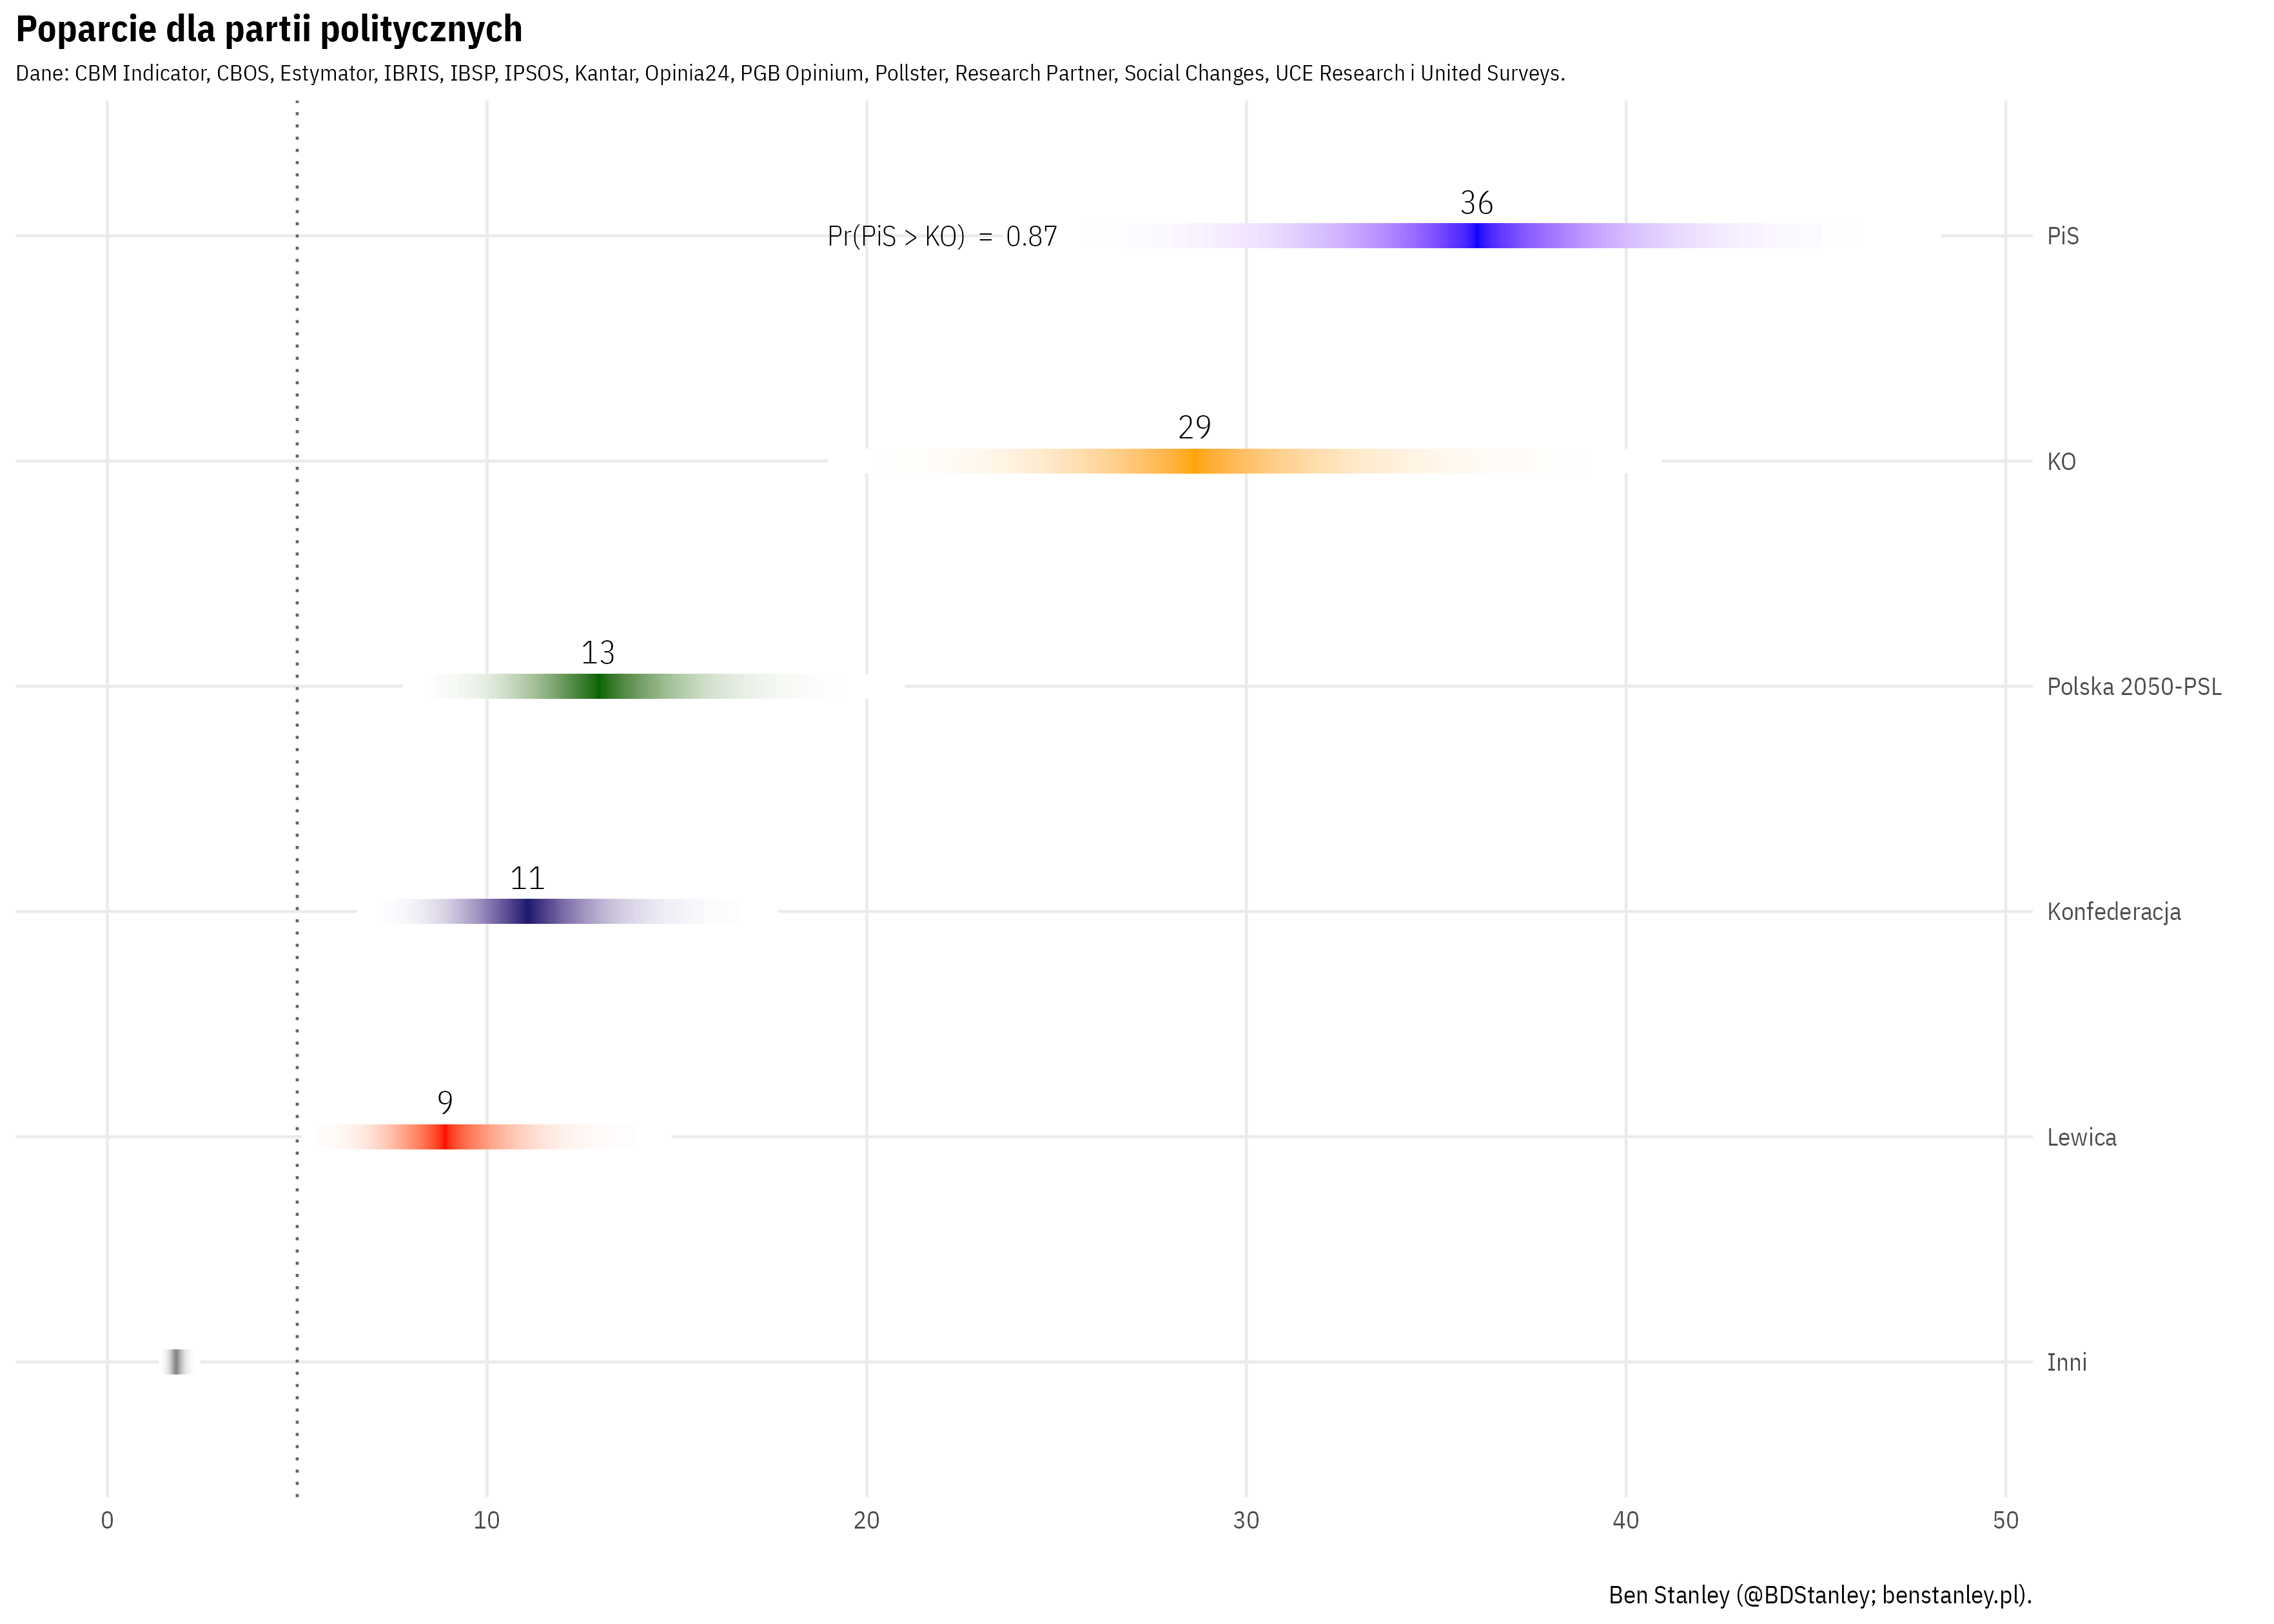 Poparcie dla partii politycznych
Dane: CBM Indicator, CBOS, Estymator, IBRIS, IBSP, IPSOS, Kantar, Opinia24, PGB Opinium, Pollster, Research Partner, Social Changes, UCE Research i United Surveys.
36
Pr(PiS > KO) = 0.87
PiS
29
KO
13
Polska 2050-PSL
11
Konfederacja
9
Lewica
Inni
0 10 20 30 40 50
Ben Stanley (@BDStanley; benstanley.pl).